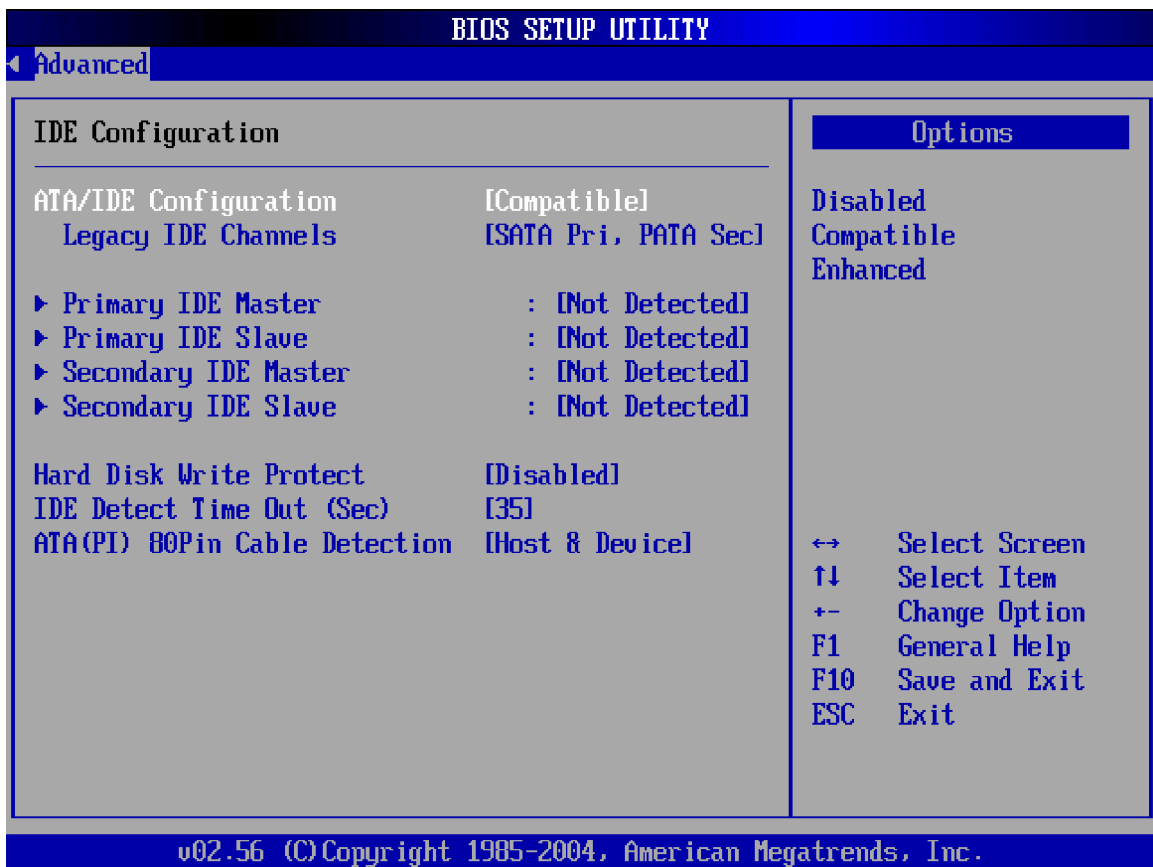 BIOS SETUP UTILITY
Advanced
IDE Configuration
ATA/IDE Configuration [Compatible]
Legacy IDE Channels [SATA Pri, PATA Sec]
Primary IDE Master : [Not Detected]
Primary IDE Slave : [Not Detected]
Secondary IDE Master : [Not Detected]
Secondary IDE Slave : [Not Detected]
Hard Disk Write Protect [Disabled]
IDE Detect Time Out (Sec) [35]
ATA(PI) 80Pin Cable Detection [Host & Device]
Options
Disabled
Compatible
Enhanced
↔ Select Screen
↑↓ Select Item
+- Change Option
F1 General Help
F10 Save and Exit
ESC Exit
v02.56 (C)Copyright 1985-2004, American Megatrends, Inc.